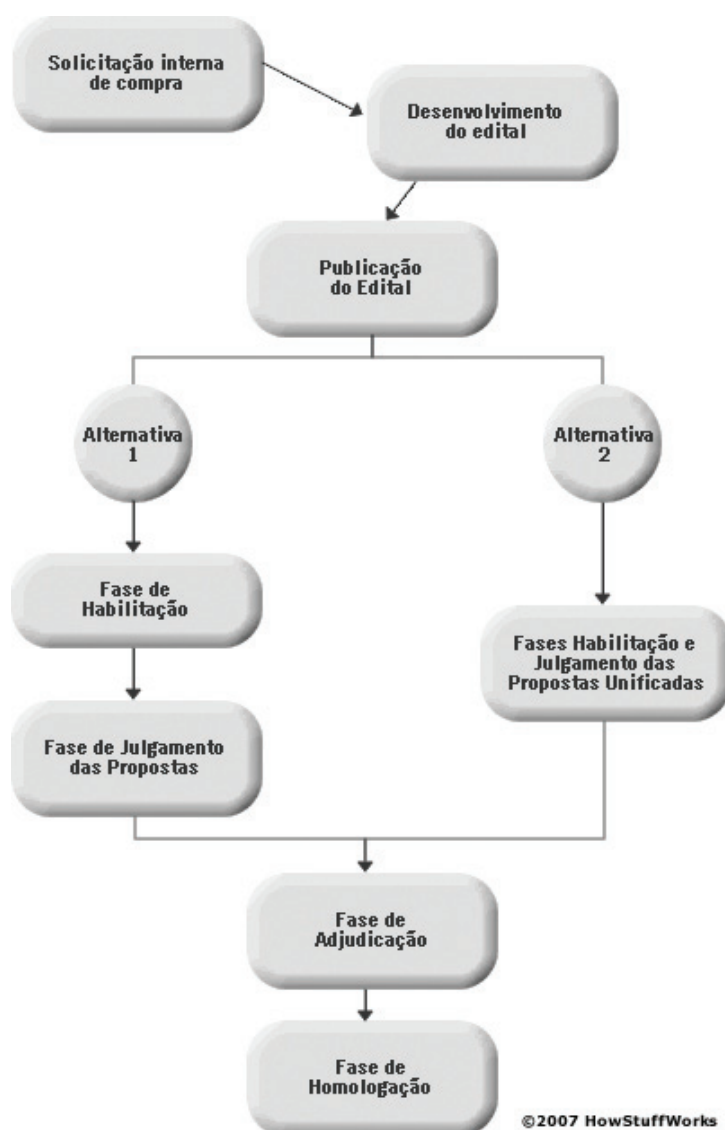 Solicitação interna
de compra
Desenvolvimento
do edital
Publicação
do Edital
Alternativa
1
Alternativa
2
Fase de
Habilitação
Fases Habilitação e
Julgamento das
Propostas Unificadas
Fase de Julgamento
das Propostas
Fase de
Adjudicação
Fase de
Homologação
©2007 HowStuffWorks